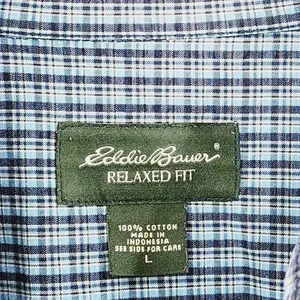 Eddie Bauer®
RELAXED FIT
100% COTTON
MADE IN
INDONESIA
SEE SIDE FOR CARE
L